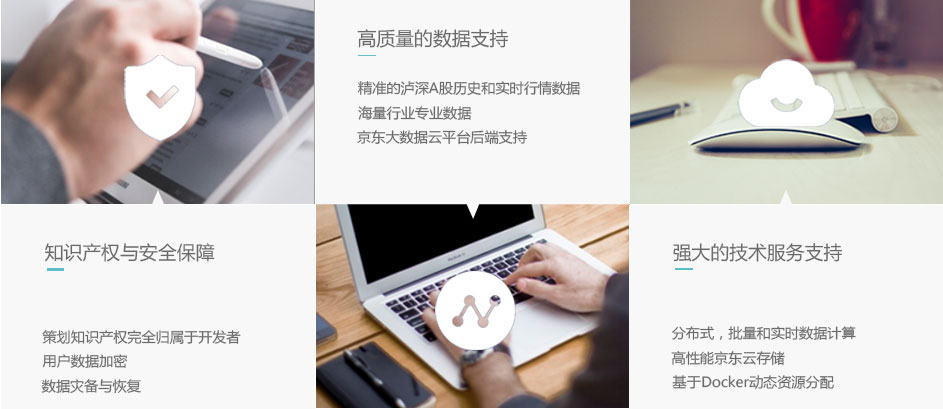 高质量的数据支持
精准的泸深A股历史和实时行情数据
海量行业专业数据
京东大数据云平台后端支持
知识产权与安全保障
策划知识产权完全归属于开发者
用户数据加密
数据灾备与恢复
强大的技术服务支持
分布式，批量和实时数据计算
高性能京东云存储
基于Docker动态资源分配